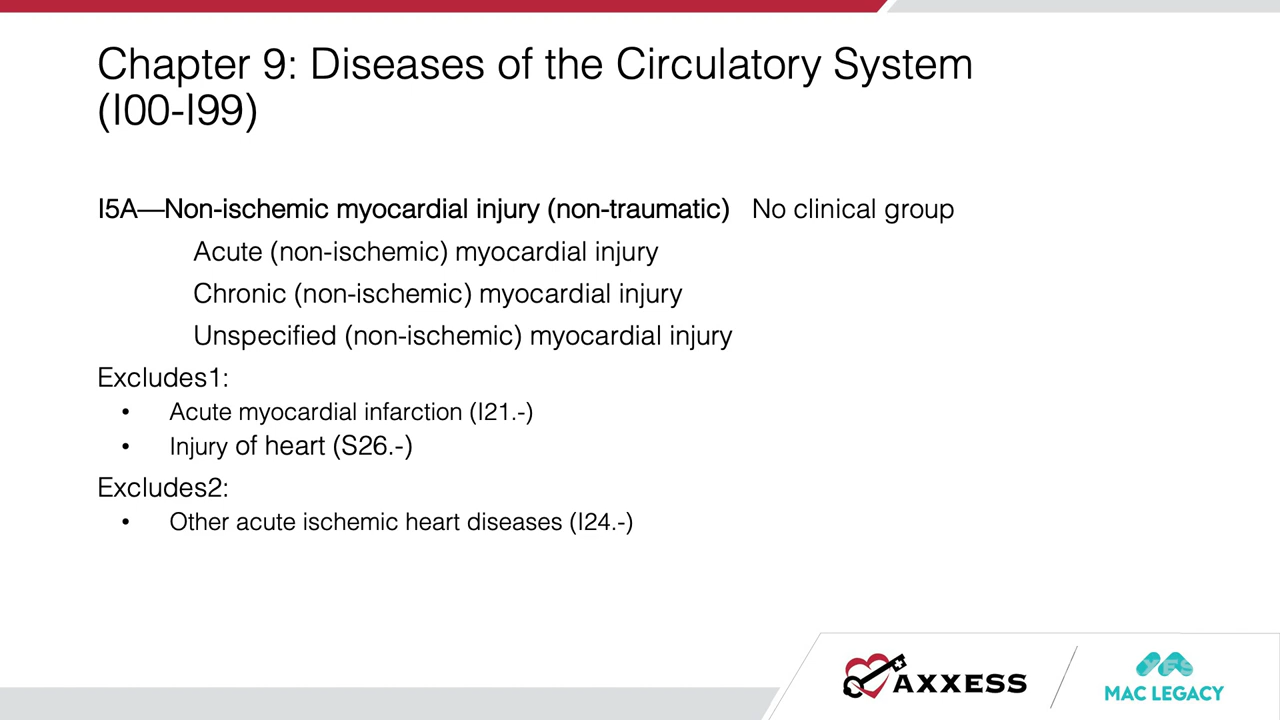 Chapter 9: Diseases of the Circulatory System
(I00-I99)
I5A—Non-ischemic myocardial injury (non-traumatic) No clinical group
Acute (non-ischemic) myocardial injury
Chronic (non-ischemic) myocardial injury
Unspecified (non-ischemic) myocardial injury
Excludes1:
• Acute myocardial infarction (I21.-)
• Injury of heart (S26.-)
Excludes2:
• Other acute ischemic heart diseases (I24.-)
AXXESS
MAC LEGACY